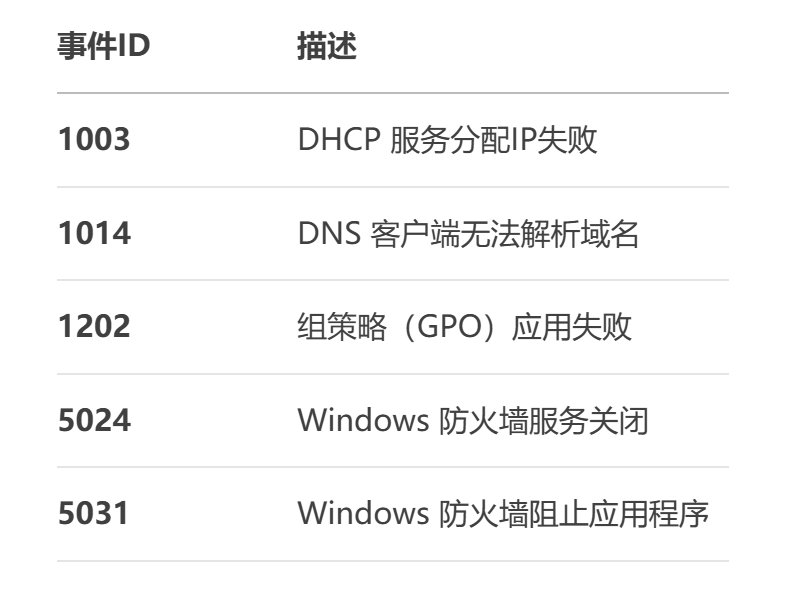 事件ID 描述
1003 DHCP 服务分配IP失败
1014 DNS 客户端无法解析域名
1202 组策略（GPO）应用失败
5024 Windows 防火墙服务关闭
5031 Windows 防火墙阻止应用程序